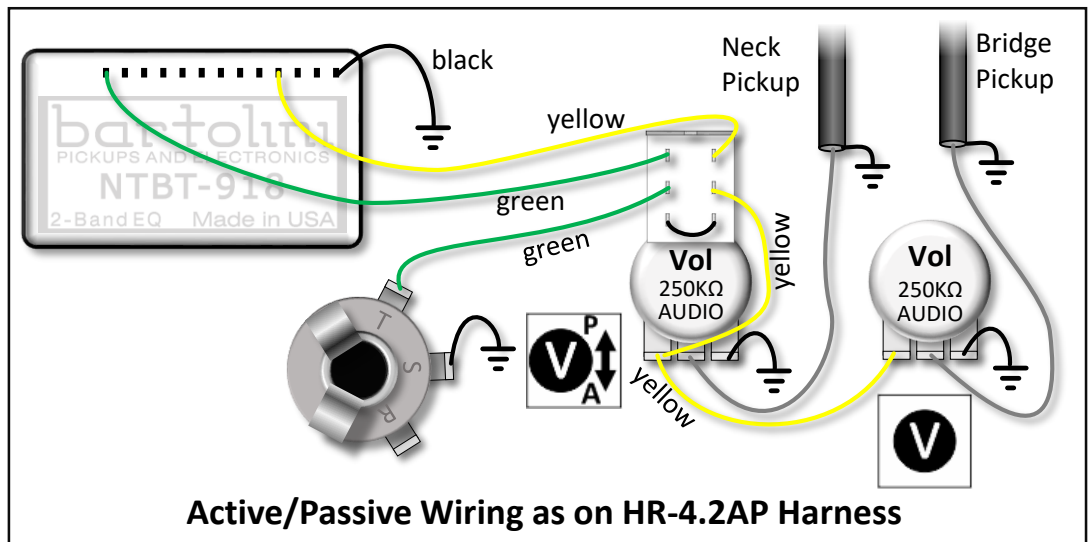 black
bartolini
PICKUPS AND ELECTRONICS
NTBT-918
2-Band EQ Made in USA
yellow
green
green
Neck
Pickup
Bridge
Pickup
Vol
250KΩ
AUDIO
yellow
Vol
250KΩ
AUDIO
T
S
R
V
P
A
yellow
V
Active/Passive Wiring as on HR-4.2AP Harness